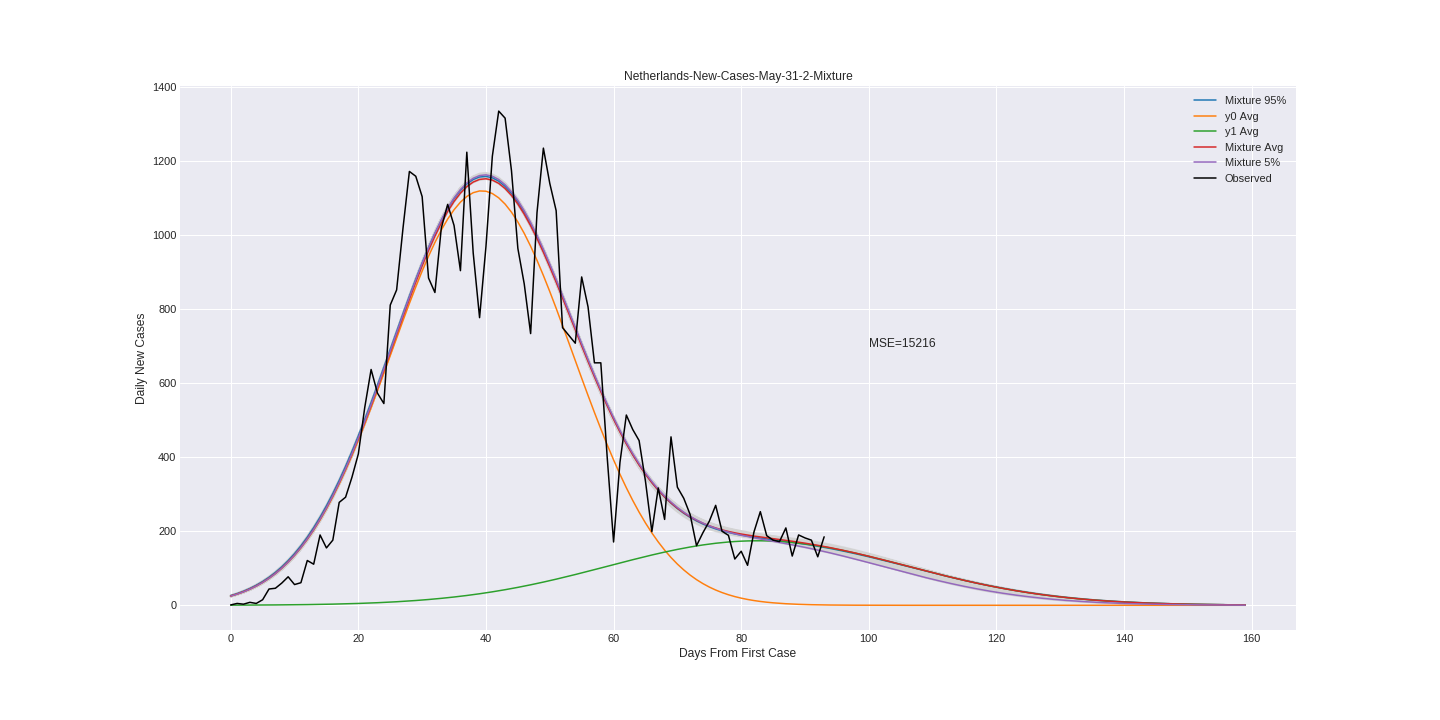 Netherlands-New-Cases-May-31-2-Mixture
1400
1200
1000
800
600
400
200
0
Daily New Cases
Mixture 95%
y0 Avg
y1 Avg
Mixture Avg
Mixture 5%
Observed
MSE=15216
0 20 40 60 80 100 120 140 160
Days From First Case